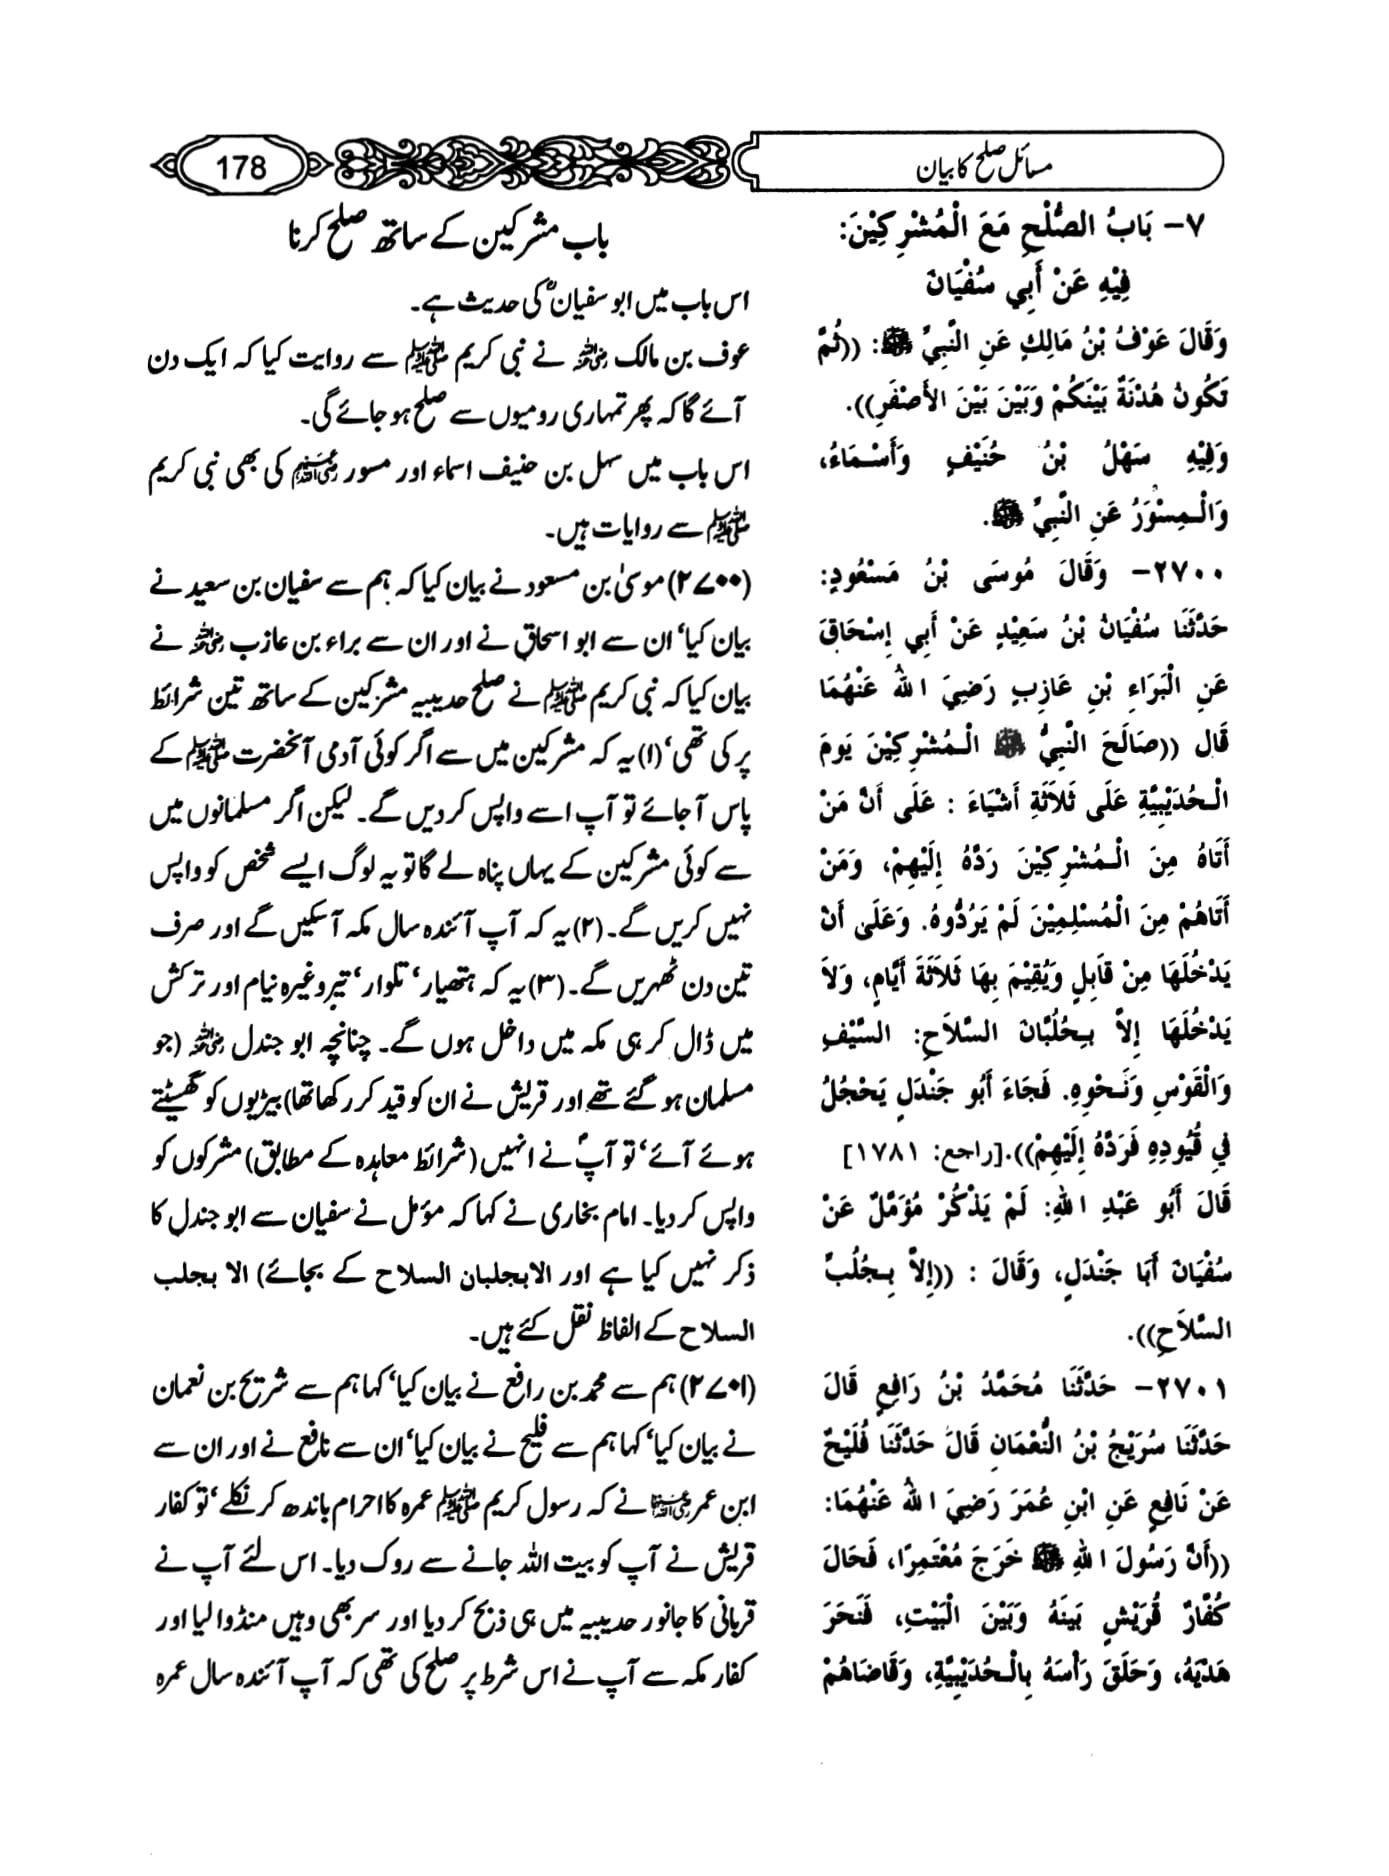 مسائل صلح کا بیان
178
٧- بَابُ الصُّلْحِ مَعَ الْمُشْرِكِيْنَ:
فِيْهِ عَنْ أَبِي سُفْيَانَ
وَقَالَ عَوْفُ بْنُ مَالِكٍ عَنِ النَّبِيِّ ﷺ: ((ثُمَّ
تَكُونُ هُدْنَةٌ بَيْنَكُمْ وَبَيْنَ بَيْنَ الأَصْفَرِ)).
وَفِيْهِ سَهْلُ بْنُ حُنَيْفٍ وَأَسْمَاءُ،
وَالْمِسْوَرُ عَنِ النَّبِيِّ ﷺ.
٢٧٠٠- وَقَالَ مُوسَى بْنُ مَسْعُودٍ:
حَدَّثَنَا سُفْيَانُ بْنُ سَعِيْدٍ عَنْ أَبِي إِسْحَاقَ
عَنِ الْبَرَاءِ بْنِ عَازِبٍ رَضِيَ اللهُ عَنْهُمَا
قَالَ ((صَالَحَ النَّبِيُّ ﷺ الْمُشْرِكِيْنَ يَومَ
الْحُدَيْبِيَّةِ عَلَى ثَلاَثَةِ أَشْيَاءَ : عَلَى أَنَّ مَنْ
أَتَاهُ مِنَ الْمُشْرِكِيْنَ رَدَّهُ إِلَيْهِمْ، وَمَنْ
أَتَاهُمْ مِنَ الْمُسْلِمِيْنَ لَمْ يَرُدُّوهُ. وَعَلَى أَنْ
يَدْخُلَهَا مِنْ قَابِلٍ وَيُقِيْمَ بِهَا ثَلاَثَةَ أَيَّامٍ، وَلاَ
يَدْخُلَهَا إِلاَّ بِجُلُبَّانِ السِّلاَحِ: السَّيْفِ
وَالْقَوْسِ وَنَحْوِهِ. فَجَاءَ أَبُو جَنْدَلٍ يَحْجُلُ
فِي قُيُودِهِ فَرَدَّهُ إِلَيْهِمْ)).[راجع: ١٧٨١]
قَالَ أَبُو عَبْدِ اللهِ: لَمْ يَذْكُرْ مُؤَمَّلٌ عَنْ
سُفْيَانَ أَبَا جَنْدَلٍ، وَقَالَ : ((إِلاَّ بِجُلُبِّ
السِّلاَحِ)).
٢٧٠١- حَدَّثَنَا مُحَمَّدُ بْنُ رَافِعٍ قَالَ
حَدَّثَنَا سُرَيْجُ بْنُ النُّعْمَانِ قَالَ حَدَّثَنَا فُلَيْحٌ
عَنْ نَافِعٍ عَنِ ابْنِ عُمَرَ رَضِيَ اللهُ عَنْهُمَا:
((أَنَّ رَسُولَ اللهِ ﷺ خَرَجَ مُعْتَمِرًا، فَحَالَ
كُفَّارُ قُرَيْشٍ بَينَهُ وَبَيْنَ الْبَيْتِ، فَنَحَرَ
هَدْيَهُ، وَحَلَقَ رَأْسَهُ بِالْحُدَيْبِيَّةِ، وَقَاضَاهُمْ
باب مشرکین کے ساتھ صلح کرنا
اس باب میں ابو سفیانؓ کی حدیث ہے۔
عوف بن مالک رضی اللہ عنہ نے نبی کریم ﷺ سے روایت کیا کہ ایک دن
آئے گا کہ پھر تمہاری رومیوں سے صلح ہو جائے گی۔
اس باب میں سہل بن حنیف اسماء اور مسور رضی اللہ عنہم کی بھی نبی کریم
ﷺ سے روایات ہیں۔
(۲۷۰۰) موسیٰ بن مسعود نے بیان کیا کہ ہم سے سفیان بن سعید نے
بیان کیا‘ ان سے ابو اسحاق نے اور ان سے براء بن عازب رضی اللہ عنہ نے
بیان کیا کہ نبی کریم ﷺ نے صلح حدیبیہ مشرکین کے ساتھ تین شرائط
پر کی تھی‘ (۱) یہ کہ مشرکین میں سے اگر کوئی آدمی آنحضرت ﷺ کے
پاس آ جائے تو آپ اسے واپس کر دیں گے۔ لیکن اگر مسلمانوں میں
سے کوئی مشرکین کے یہاں پناہ لے گا تو یہ لوگ ایسے شخص کو واپس
نہیں کریں گے۔ (۲) یہ کہ آپ آئندہ سال مکہ آ سکیں گے اور صرف
تین دن ٹھہریں گے۔ (۳) یہ کہ ہتھیار‘ تلوار‘ تیر وغیرہ نیام اور ترکش
میں ڈال کر ہی مکہ میں داخل ہوں گے۔ چنانچہ ابو جندل رضی اللہ عنہ (جو
مسلمان ہو گئے تھے اور قریش نے ان کو قید کر رکھا تھا) بیڑیوں کو گھسیٹتے
ہوئے آئے‘ تو آپؐ نے انہیں (شرائط معاہدہ کے مطابق) مشرکوں کو
واپس کر دیا۔ امام بخاری نے کہا کہ مؤمل نے سفیان سے ابو جندل کا
ذکر نہیں کیا ہے اور الا بجلبان السلاح کے بجائے) الا بجلب
السلاح کے الفاظ نقل کئے ہیں۔
(۲۷۰۱) ہم سے محمد بن رافع نے بیان کیا‘ کہا ہم سے شریح بن نعمان
نے بیان کیا‘ کہا ہم سے فلیح نے بیان کیا‘ ان سے نافع نے اور ان سے
ابن عمر رضی اللہ عنہما نے کہ رسول کریم ﷺ عمرہ کا احرام باندھ کر نکلے‘ تو کفار
قریش نے آپ کو بیت اللہ جانے سے روک دیا۔ اس لئے آپ نے
قربانی کا جانور حدیبیہ میں ہی ذبح کر دیا اور سر بھی وہیں منڈوا لیا اور
کفار مکہ سے آپ نے اس شرط پر صلح کی تھی کہ آپ آئندہ سال عمرہ